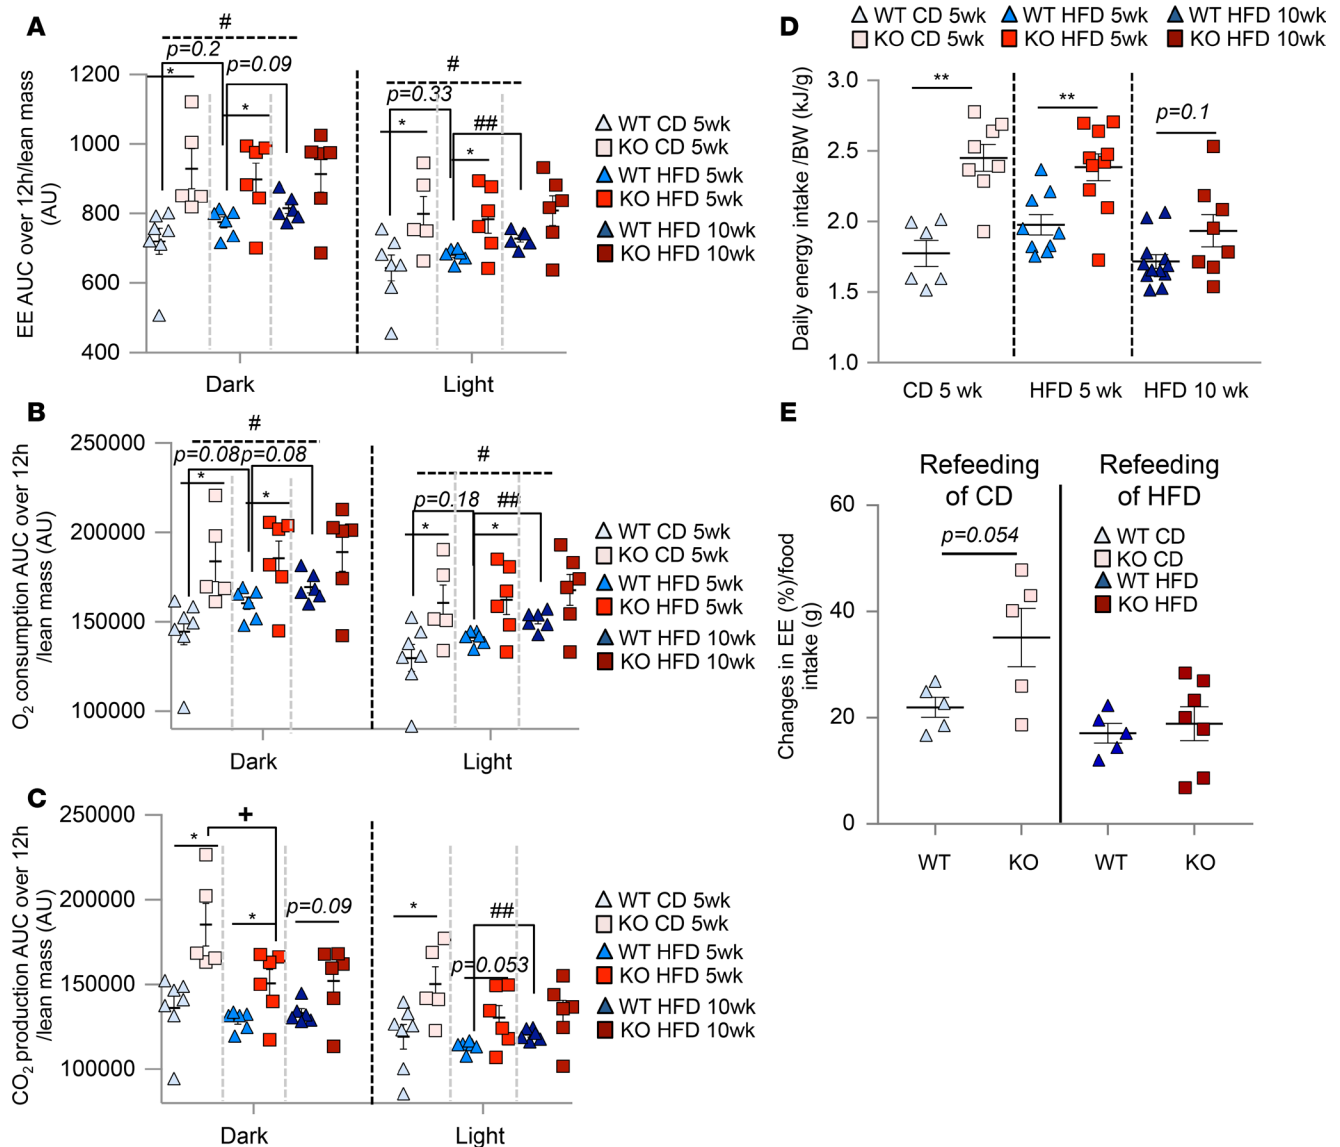 A
#
p=0.2
p=0.09
*
*
#
p=0.33
##
*
*
1200
1000
800
600
400
EE AUC over 12h/lean mass
(AU)
Dark
Light
WT CD 5wk
KO CD 5wk
WT HFD 5wk
KO HFD 5wk
WT HFD 10wk
KO HFD 10wk
B
#
p=0.08
p=0.08
*
*
#
p=0.18
##
*
*
250000
200000
150000
100000
O2 consumption AUC over 12h
/lean mass (AU)
Dark
Light
WT CD 5wk
KO CD 5wk
WT HFD 5wk
KO HFD 5wk
WT HFD 10wk
KO HFD 10wk
C
+
*
*
p=0.09
*
##
p=0.053
250000
200000
150000
100000
CO2 production AUC over 12h
/lean mass (AU)
Dark
Light
WT CD 5wk
KO CD 5wk
WT HFD 5wk
KO HFD 5wk
WT HFD 10wk
KO HFD 10wk
D
WT CD 5wk WT HFD 5wk WT HFD 10wk
KO CD 5wk KO HFD 5wk KO HFD 10wk
**
**
p=0.1
3.0
2.5
2.0
1.5
1.0
Daily energy intake /BW (kJ/g)
CD 5 wk
HFD 5 wk
HFD 10 wk
E
Refeeding
of CD
Refeeding
of HFD
p=0.054
WT CD
KO CD
WT HFD
KO HFD
60
40
20
0
Changes in EE (%)/food
intake (g)
WT
KO
WT
KO